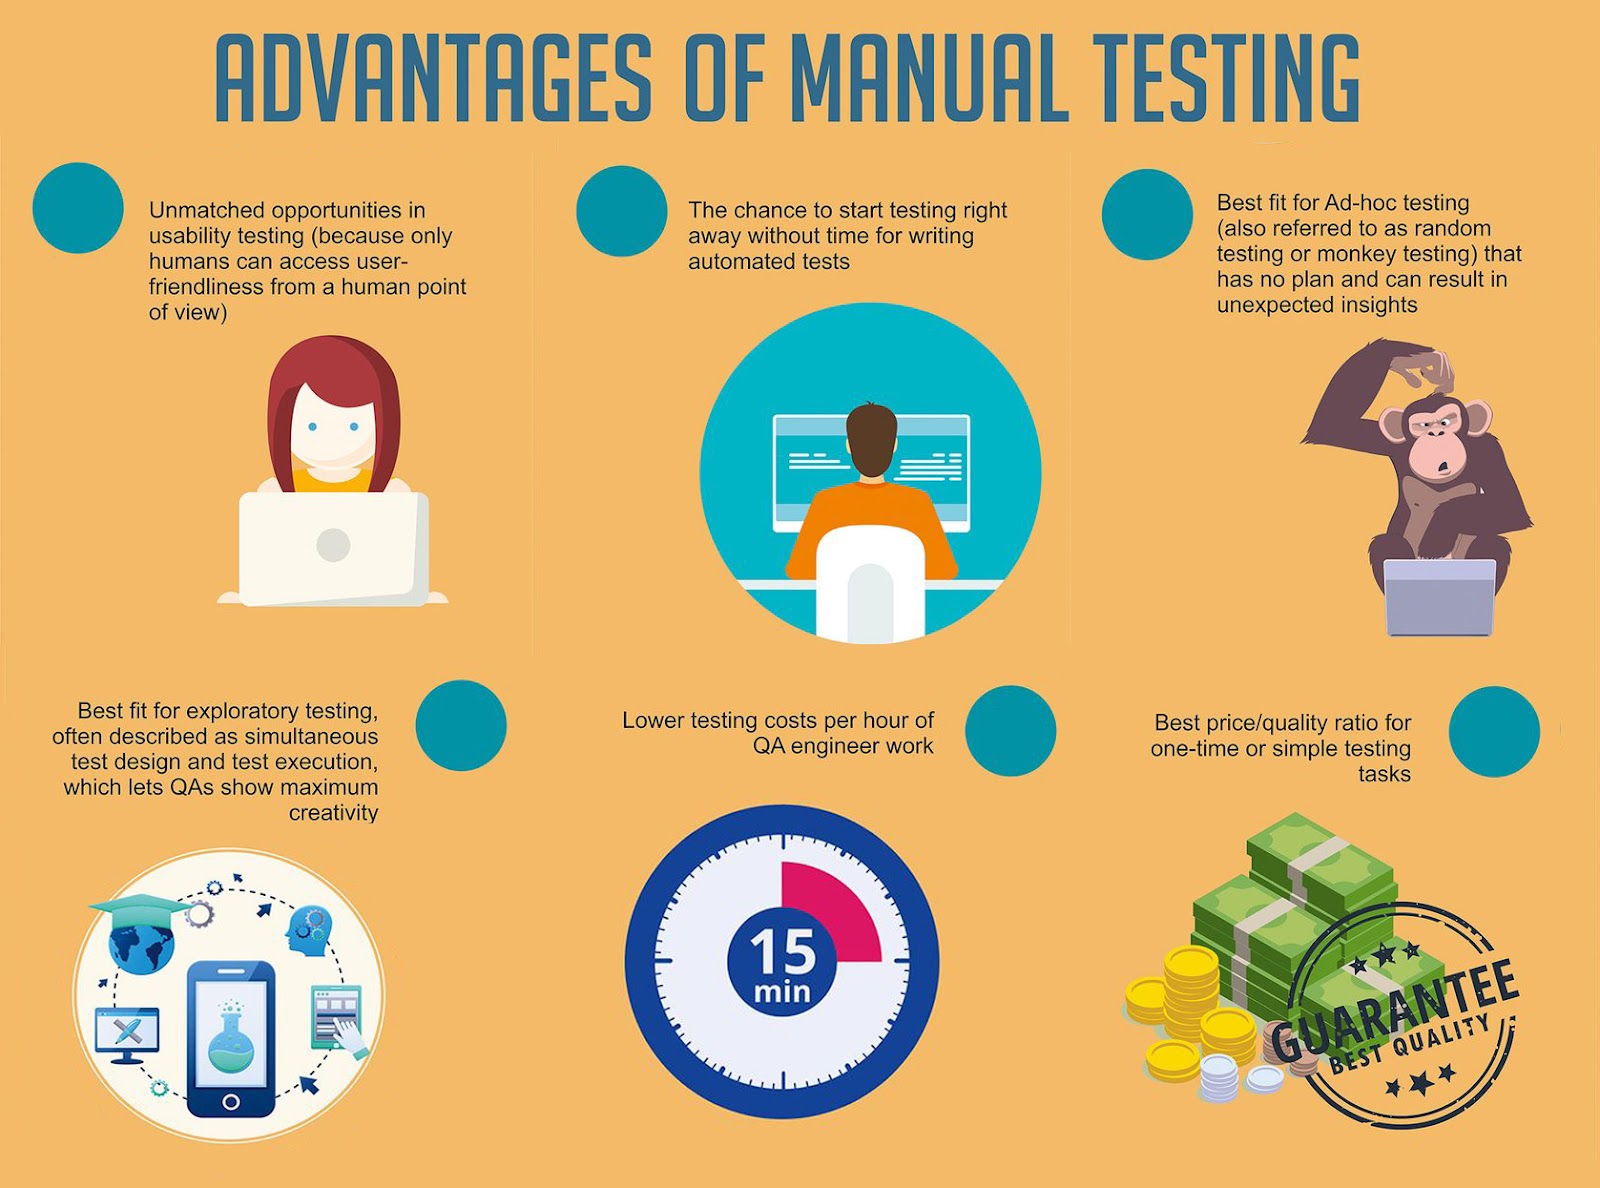 ADVANTAGES OF MANUAL TESTING
Unmatched opportunities in
usability testing (because only
humans can access user-
friendliness from a human point
of view)
The chance to start testing right
away without time for writing
automated tests
Best fit for Ad-hoc testing
(also referred to as random
testing or monkey testing) that
has no plan and can result in
unexpected insights
Best fit for exploratory testing,
often described as simultaneous
test design and test execution,
which lets QAs show maximum
creativity
Lower testing costs per hour of
QA engineer work
15
min
Best price/quality ratio for
one-time or simple testing
tasks
GUARANTEE
BEST QUALITY